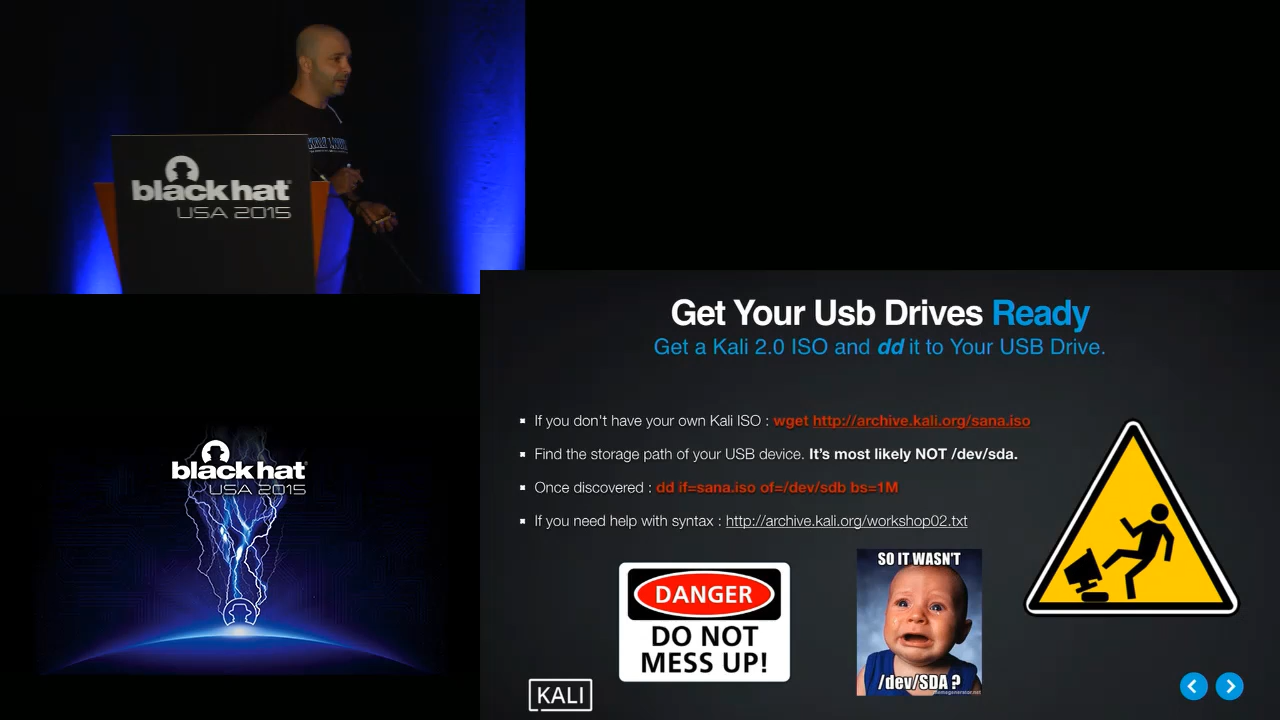 black hat
USA 2015
Get Your Usb Drives Ready
Get a Kali 2.0 ISO and dd it to Your USB Drive.
If you don't have your own Kali ISO : wget http://archive.kali.org/sana.iso
Find the storage path of your USB device. It's most likely NOT /dev/sda.
Once discovered : dd if=sana.iso of=/dev/sdb bs=1M
If you need help with syntax : http://archive.kali.org/workshop02.txt
DANGER
DO NOT
MESS UP!
SO IT WASN'T
/dev/SDA ?
KALI
black hat
USA 2015